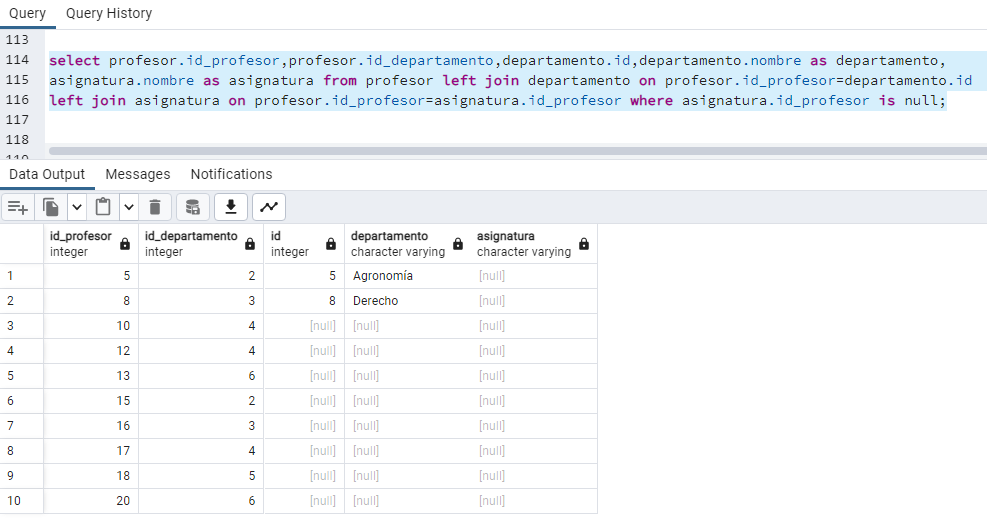 Query Query History
113
114 select profesor.id_profesor,profesor.id_departamento,departamento.id,departamento.nombre as departamento,
115 asignatura.nombre as asignatura from profesor left join departamento on profesor.id_profesor=departamento.id
116 left join asignatura on profesor.id_profesor=asignatura.id_profesor where asignatura.id_profesor is null;
117
118
119
Data Output Messages Notifications
id_profesor id_departamento id departamento asignatura
integer integer integer character varying character varying
1 5 2 5 Agronomía [null]
2 8 3 8 Derecho [null]
3 10 4 [null] [null] [null]
4 12 4 [null] [null] [null]
5 13 6 [null] [null] [null]
6 15 2 [null] [null] [null]
7 16 3 [null] [null] [null]
8 17 4 [null] [null] [null]
9 18 5 [null] [null] [null]
10 20 6 [null] [null] [null]